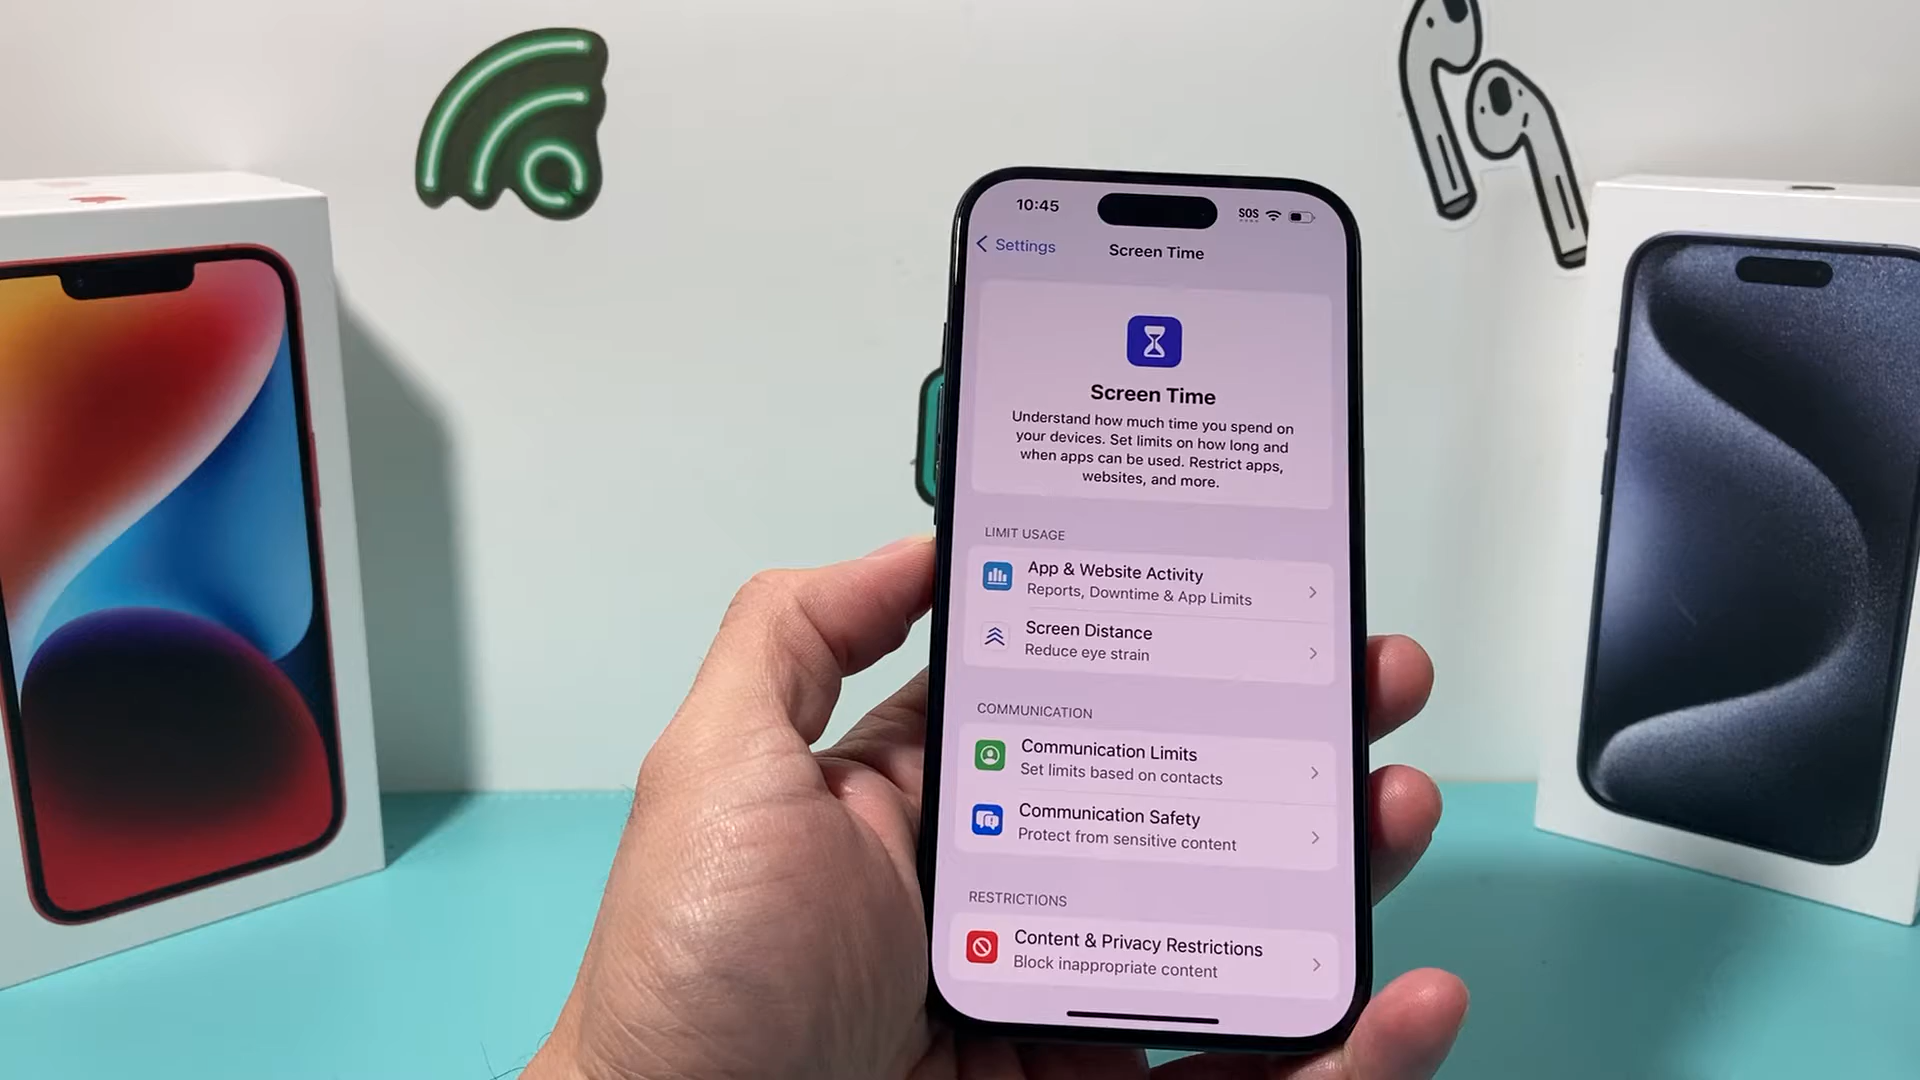 10:45
SOS
Settings
Screen Time
Screen Time
Understand how much time you spend on
your devices. Set limits on how long and
when apps can be used. Restrict apps,
websites, and more.
LIMIT USAGE
App & Website Activity
Reports, Downtime & App Limits
Screen Distance
Reduce eye strain
COMMUNICATION
Communication Limits
Set limits based on contacts
Communication Safety
Protect from sensitive content
RESTRICTIONS
Content & Privacy Restrictions
Block inappropriate content